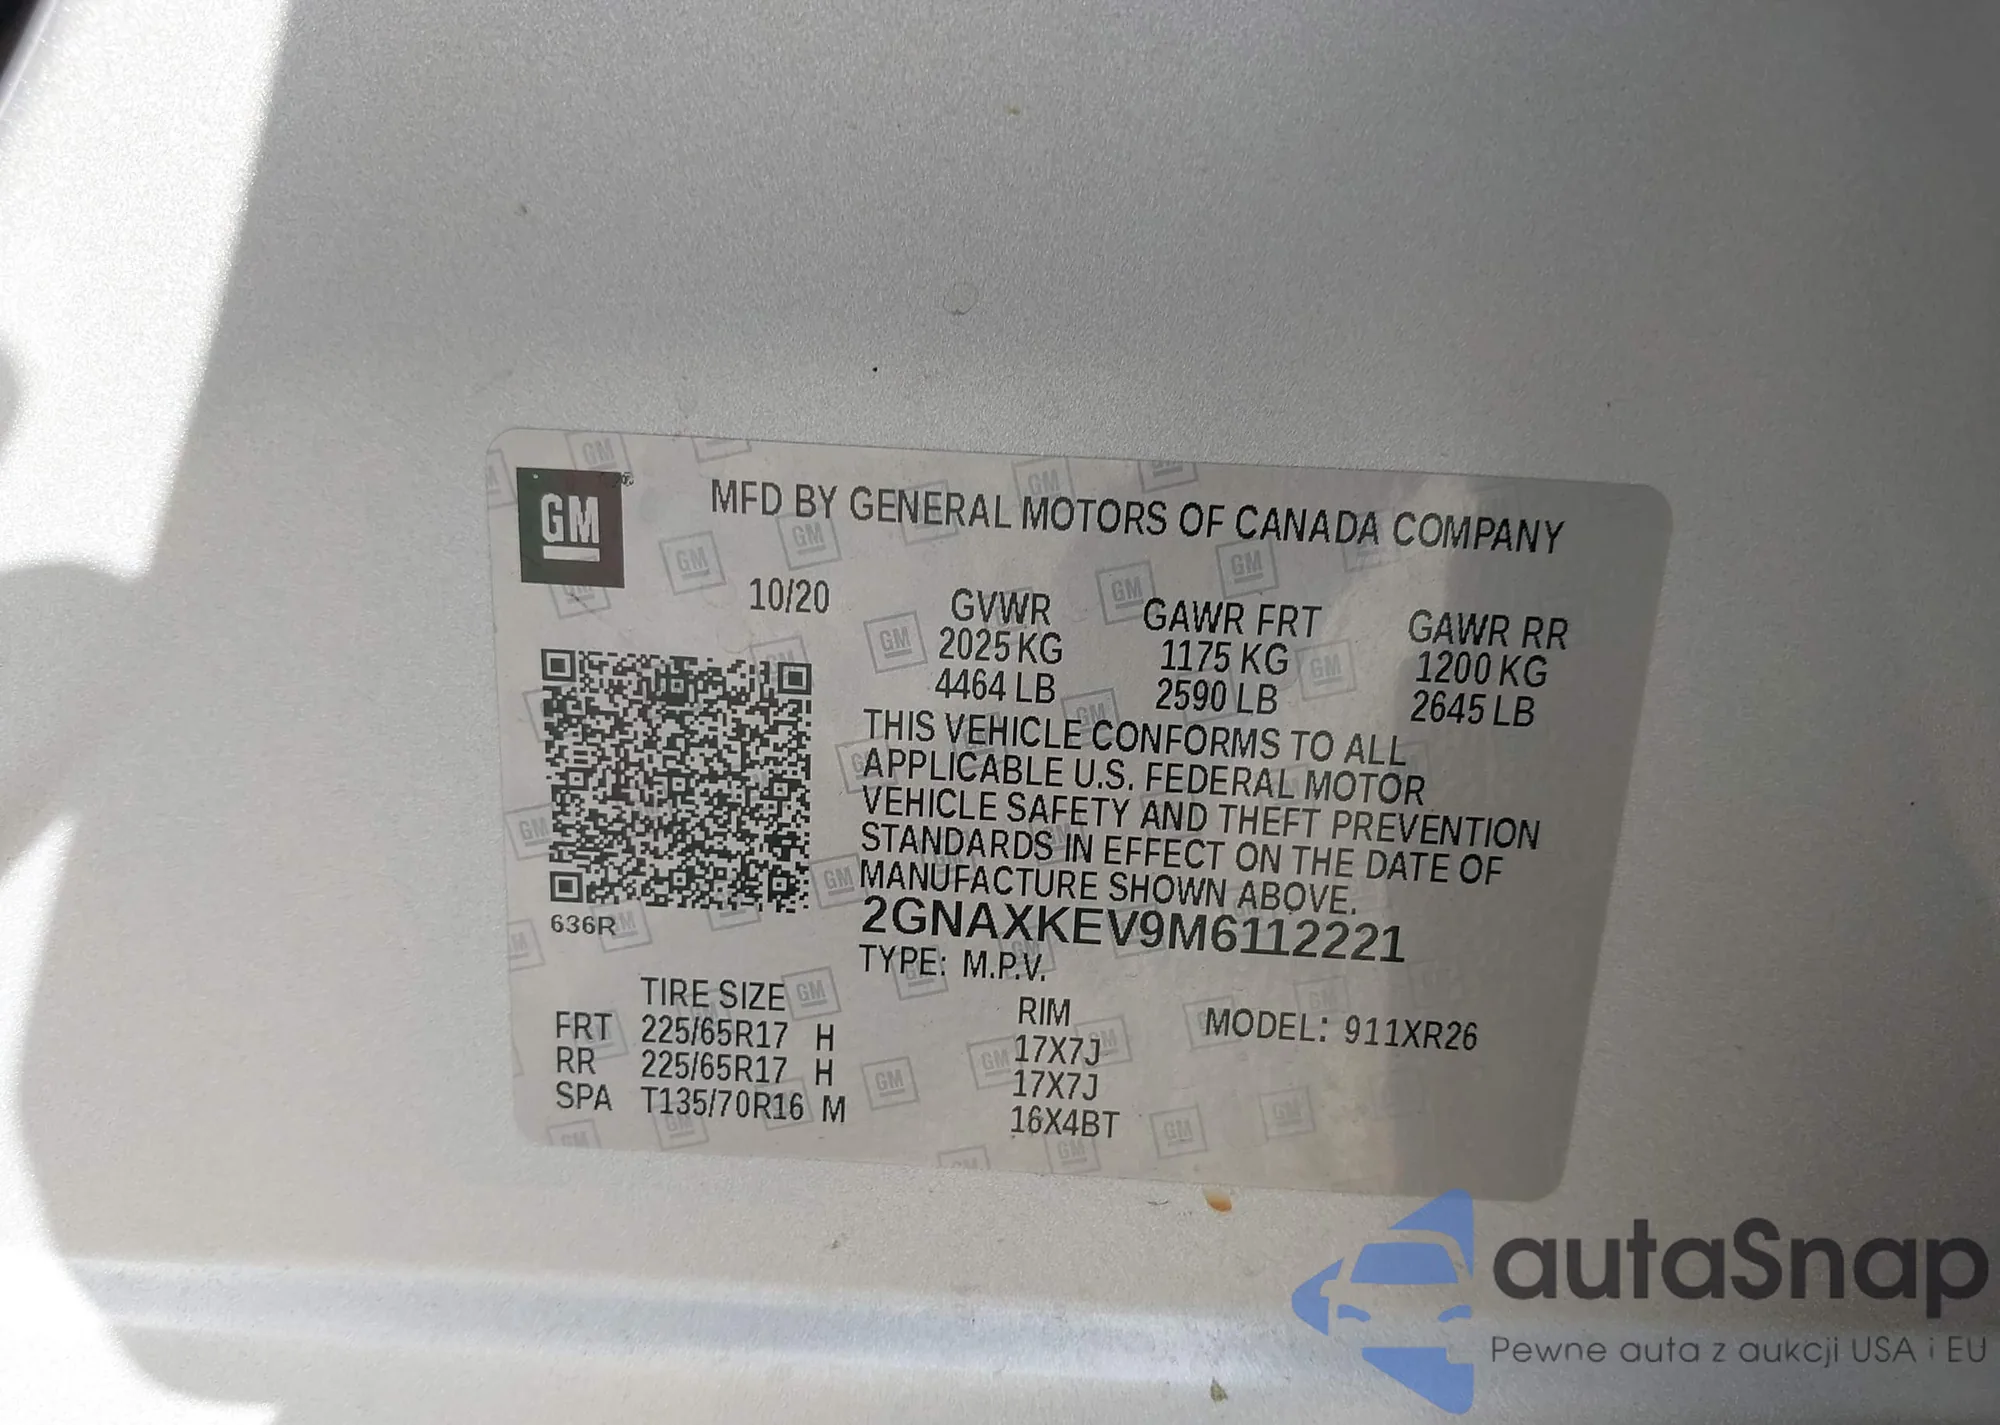 GM
MFD BY GENERAL MOTORS OF CANADA COMPANY
10/20 GVWR GAWR FRT GAWR RR
2025 KG 1175 KG 1200 KG
4464 LB 2590 LB 2645 LB
THIS VEHICLE CONFORMS TO ALL
APPLICABLE U.S. FEDERAL MOTOR
VEHICLE SAFETY AND THEFT PREVENTION
STANDARDS IN EFFECT ON THE DATE OF
MANUFACTURE SHOWN ABOVE.
636R
2GNAXKEV9M6112221
TYPE: M.P.V.
TIRE SIZE RIM MODEL: 911XR26
FRT 225/65R17 H 17X7J
RR 225/65R17 H 17X7J
SPA T135/70R16 M 16X4BT
autaSnap
Pewne auta z aukcji USA i EU